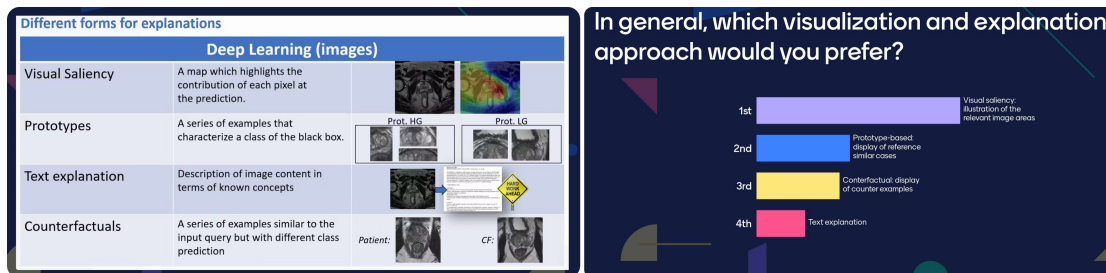 Different forms for explanations
Deep Learning (images)
Visual Saliency
A map which highlights the
contribution of each pixel at
the prediction.
Prototypes
A series of examples that
characterize a class of the black box.
Prot. HG
Prot. LG
Text explanation
Description of image content in
terms of known concepts
HARD
WORK
AHEAD
Counterfactuals
A series of examples similar to the
input query but with different class
prediction
Patient:
CF:
In general, which visualization and explanation
approach would you prefer?
1st
Visual saliency:
illustration of the
relevant image areas
2nd
Prototype-based:
display of reference
similar cases
3rd
Conterfactual: display
of counter examples
4th
Text explanation